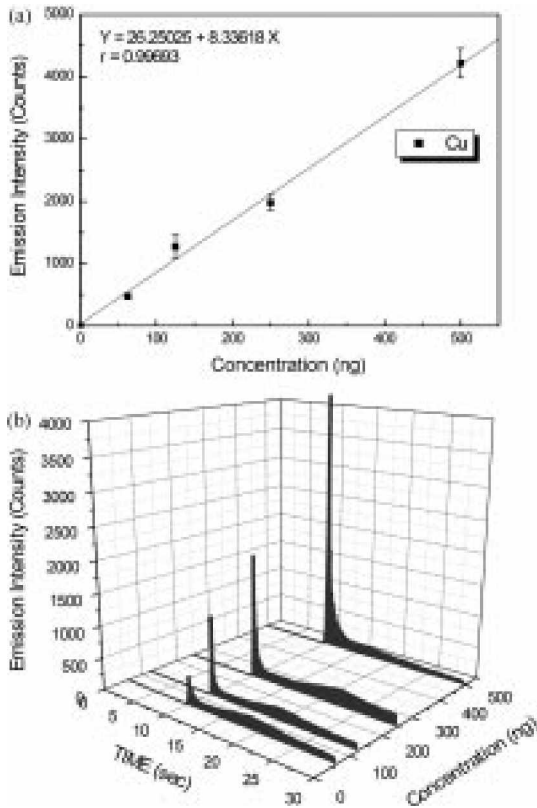 (a)
5000
4000
3000
2000
1000
0
Emission Intensity (Counts)
Y = 26.25025 + 8.33618 X
r = 0.99693
Cu
0 100 200 300 400 500
Concentration (ng)
(b)
4000
3500
3000
2500
2000
1500
1000
500
0
Emission Intensity (Counts)
0 5 10 15 20 25 30
TIME (sec)
0 100 200 300 400 500
Concentration (ng)